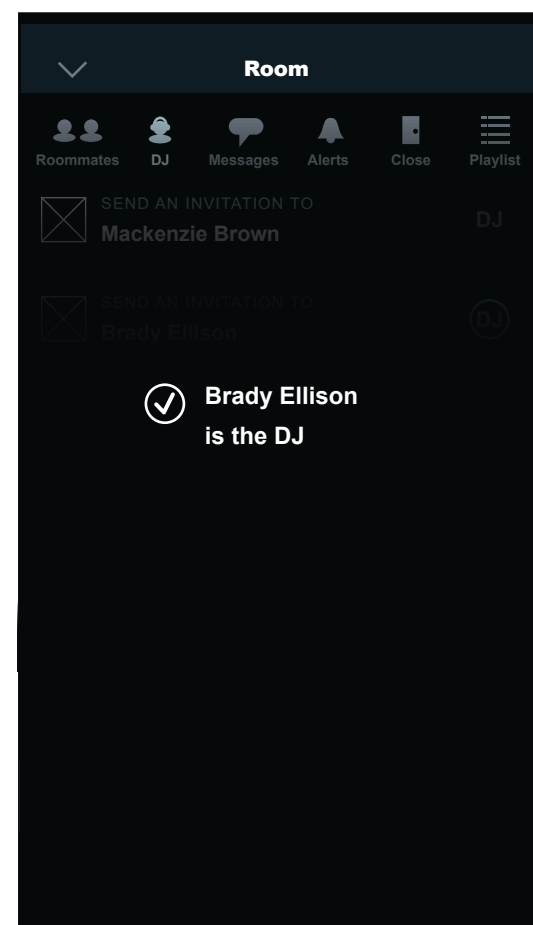 Room
Roommates DJ Messages Alerts Close Playlist
SEND AN INVITATION TO
Mackenzie Brown DJ
SEND AN INVITATION TO
Brady Ellison DJ
Brady Ellison
is the DJ